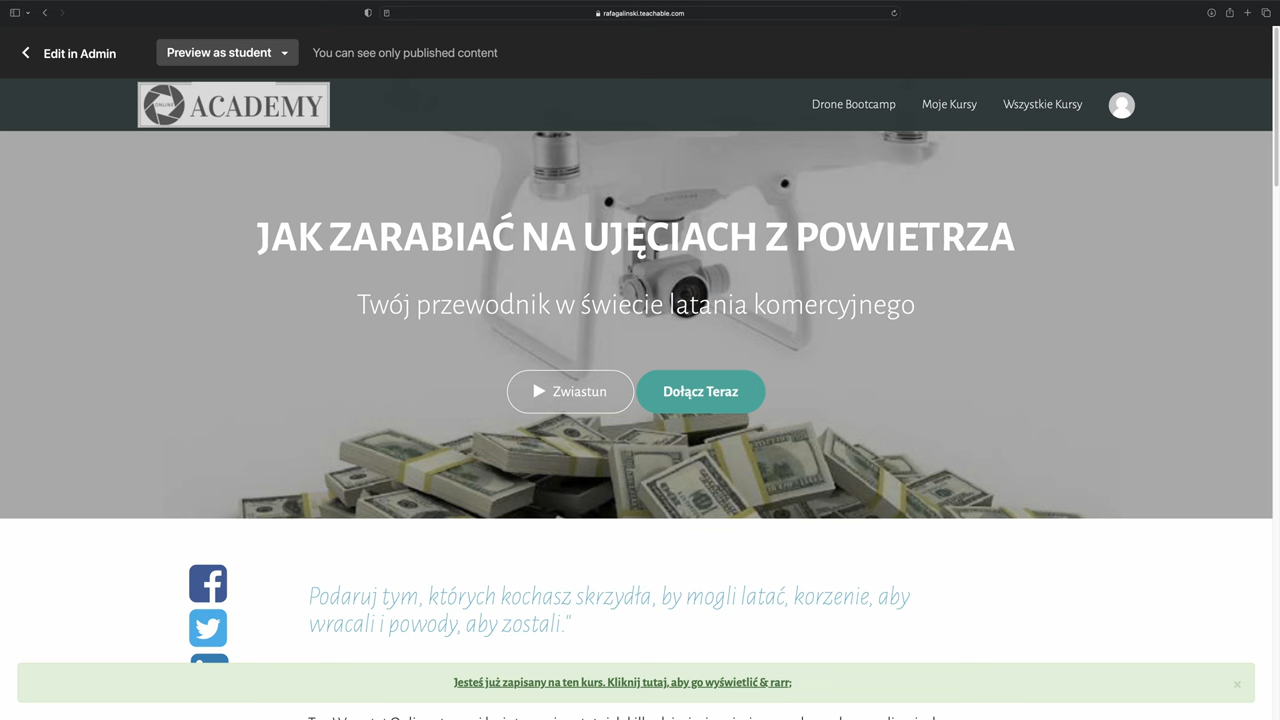 rafagalinski.teachable.com
Edit in Admin
Preview as student
You can see only published content
ONLINE ACADEMY
Drone Bootcamp
Moje Kursy
Wszystkie Kursy
JAK ZARABIAĆ NA UJĘCIACH Z POWIETRZA
Twój przewodnik w świecie latania komercyjnego
Zwiastun
Dołącz Teraz
Podaruj tym, których kochasz skrzydła, by mogli latać, korzenie, aby
wracali i powody, aby zostali."
Jesteś już zapisany na ten kurs. Kliknij tutaj, aby go wyświetlić & rarr;